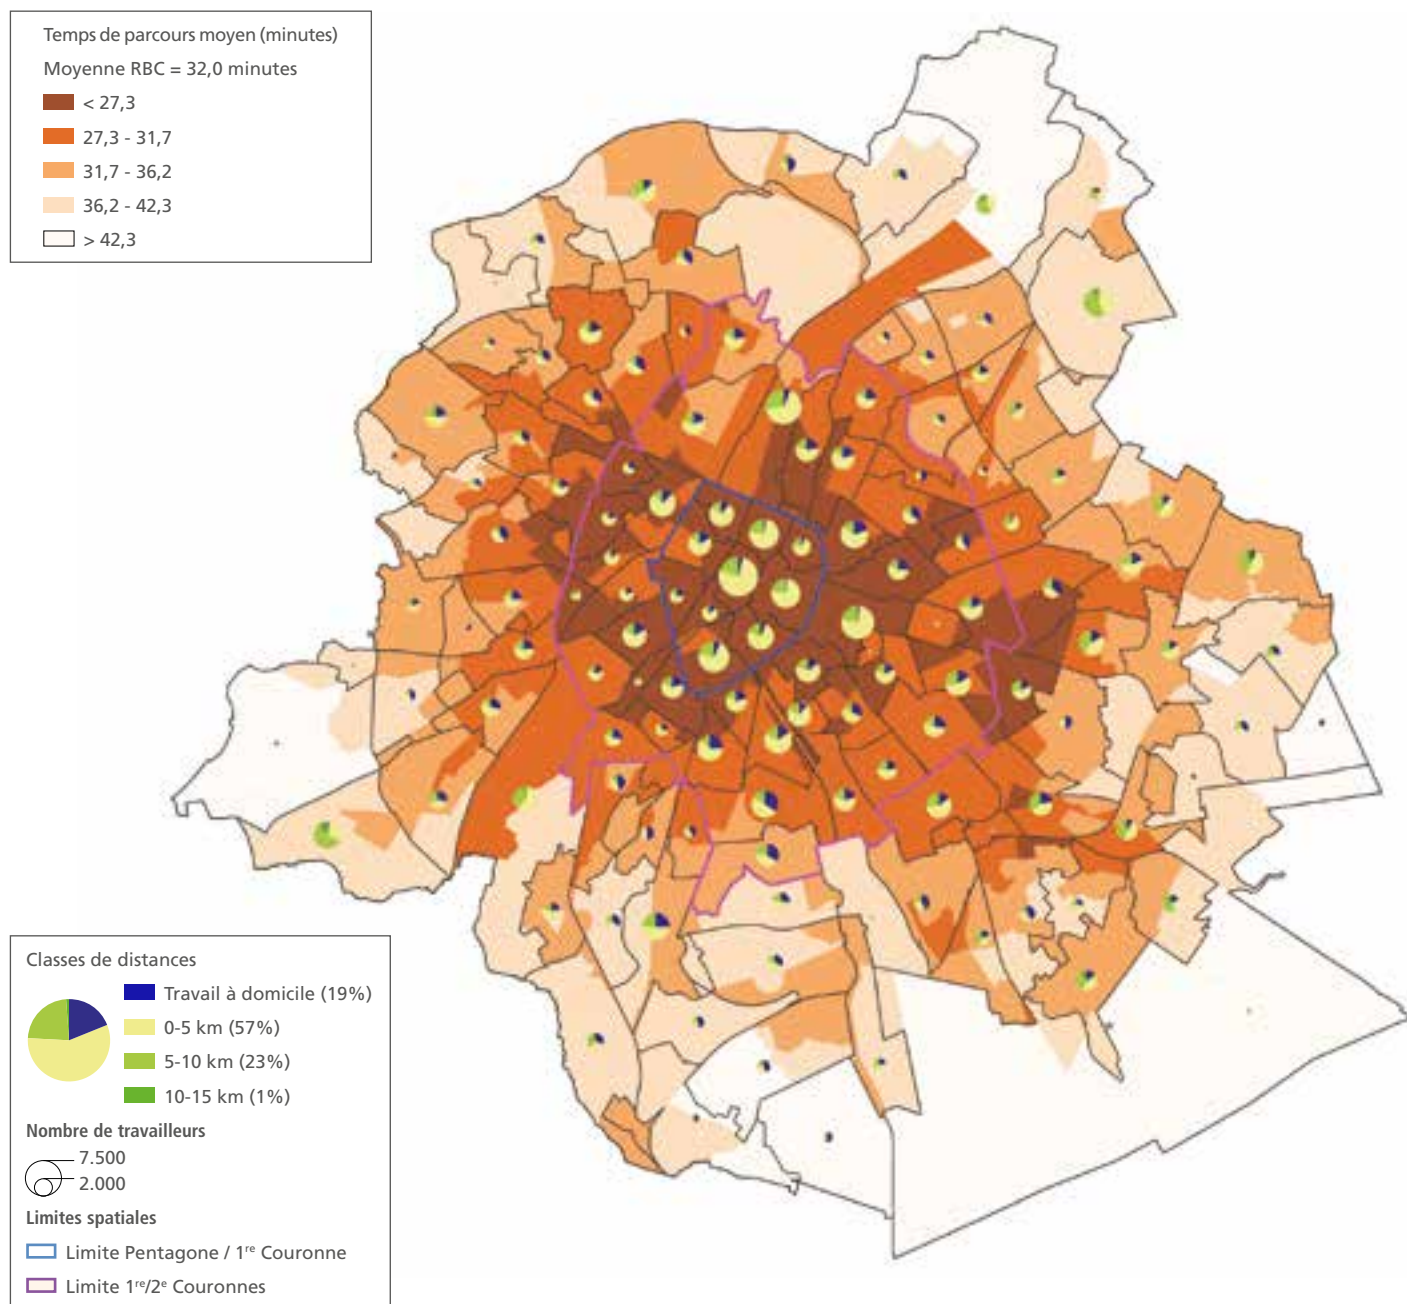 Temps de parcours moyen (minutes)
Moyenne RBC = 32,0 minutes
< 27,3
27,3 - 31,7
31,7 - 36,2
36,2 - 42,3
> 42,3
Classes de distances
Travail à domicile (19%)
0-5 km (57%)
5-10 km (23%)
10-15 km (1%)
Nombre de travailleurs
7.500
2.000
Limites spatiales
Limite Pentagone / 1re Couronne
Limite 1re/2e Couronnes